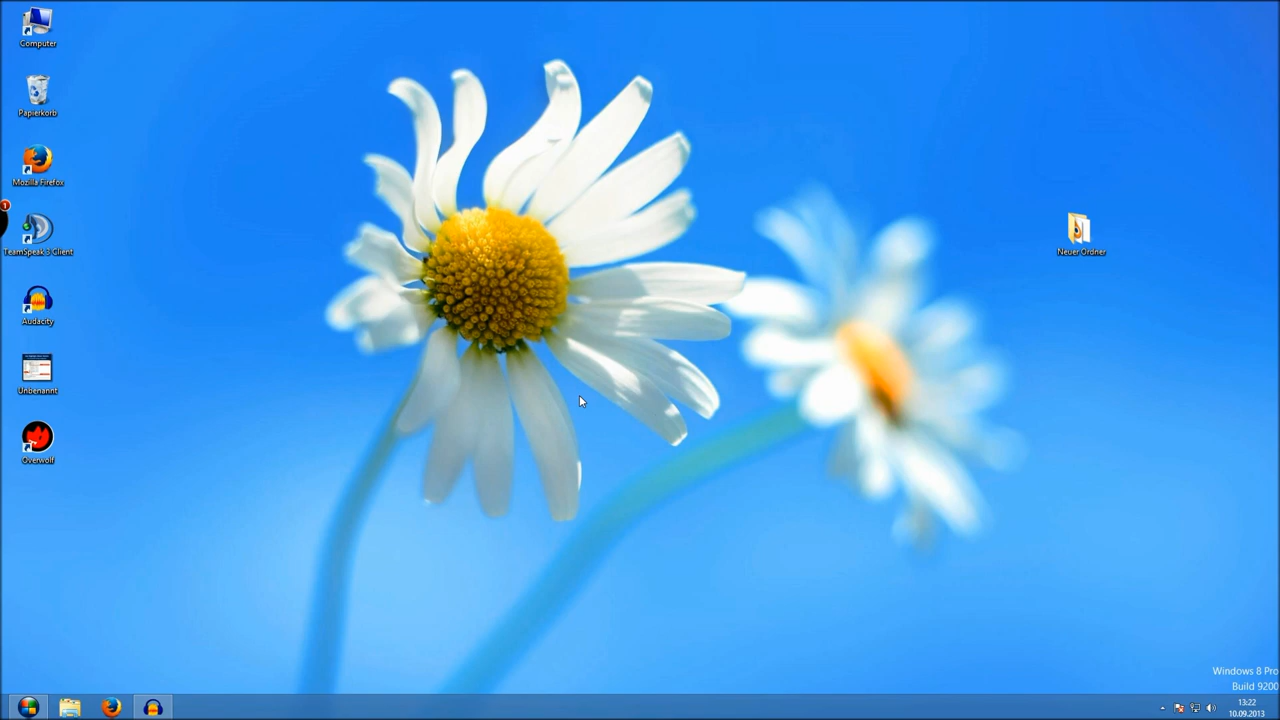 Computer
Papierkorb
Mozilla Firefox
1
TeamSpeak 3 Client
Audacity
Unbenannt
Overwolf
Neuer Ordner
Windows 8 Pro
Build 9200
13:22
10.09.2013